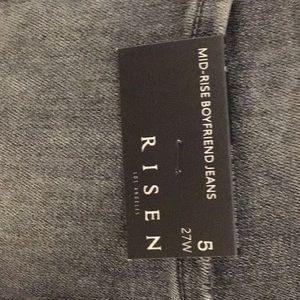 MID-RISE BOYFRIEND JEANS
5
27W
RISEN
LOS ANGELES